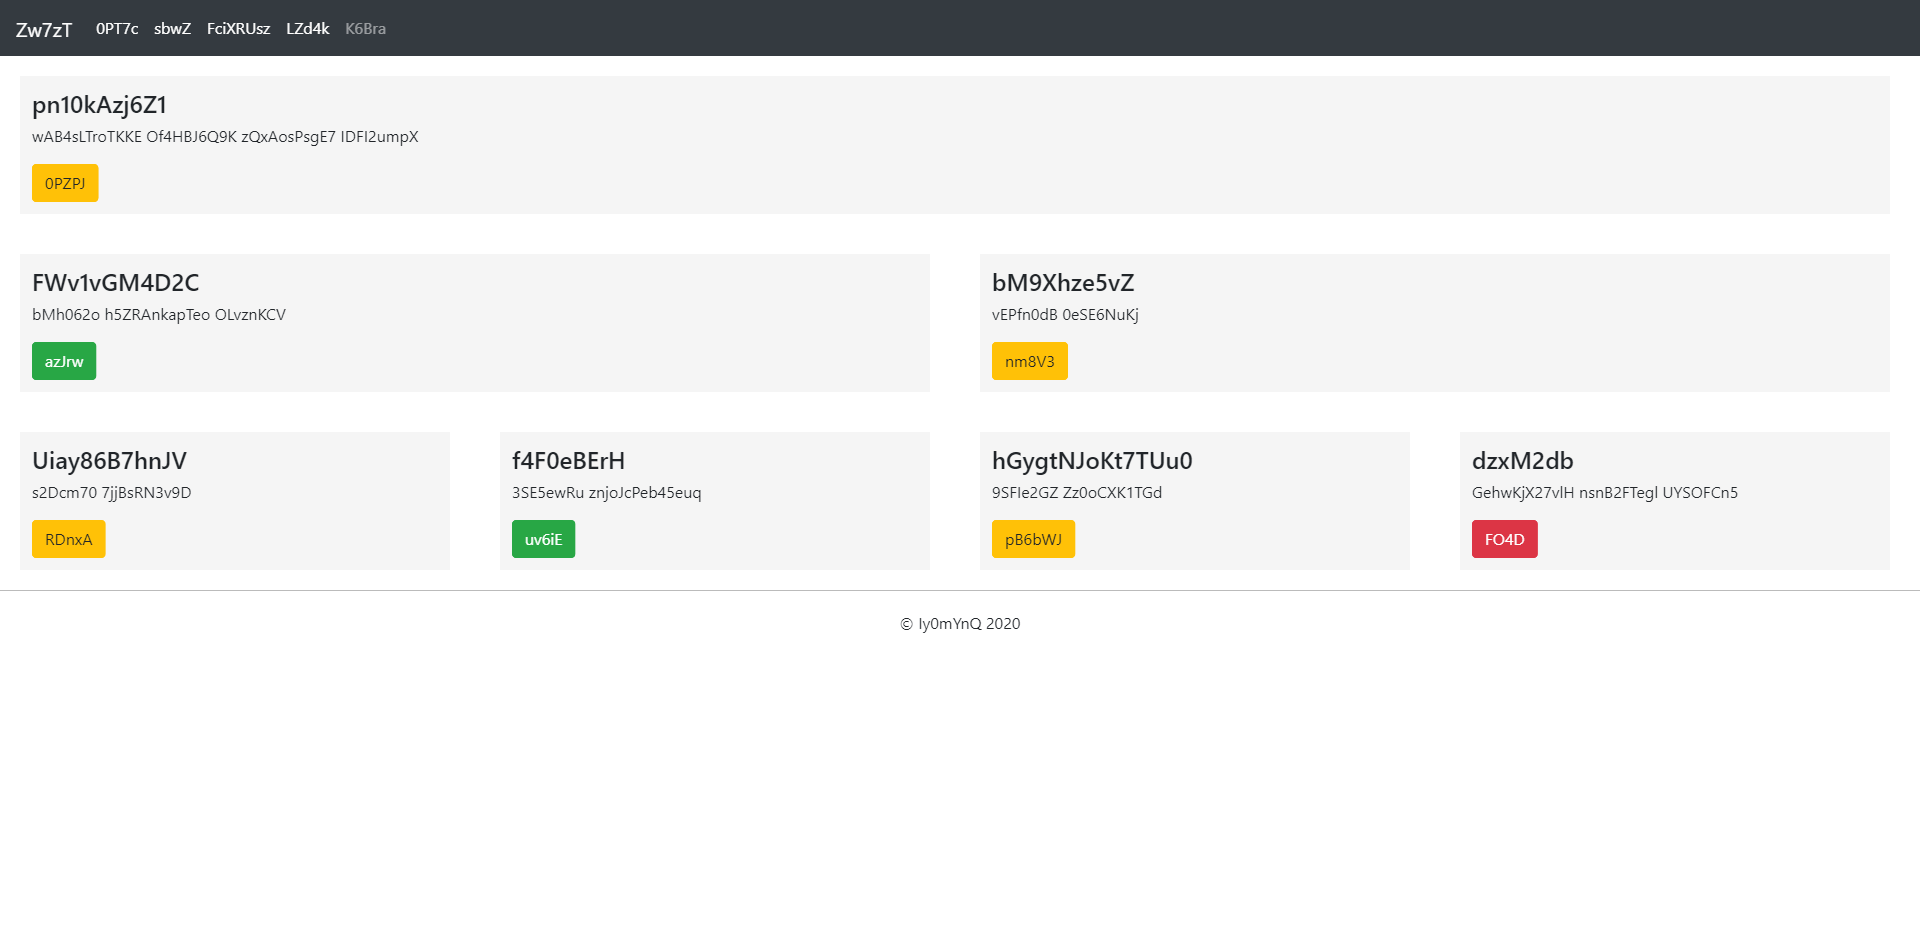 Zw7zT 0PT7c sbwZ FciXRUsz LZd4k K6Bra
pn10kAzj6Z1
wAB4sLTroTKKE Of4HBJ6Q9K zQxAosPsgE7 IDFI2umpX
0PZPJ
FWv1vGM4D2C
bMh062o h5ZRAnkapTeo OLvznKCV
azJrw
bM9Xhze5vZ
vEPfn0dB 0eSE6NuKj
nm8V3
Uiay86B7hnJV
s2Dcm70 7jjBsRN3v9D
RDnxA
f4F0eBErH
3SE5ewRu znjoJcPeb45euq
uv6iE
hGygtNJoKt7TUu0
9SFIe2GZ Zz0oCXK1TGd
pB6bWJ
dzxM2db
GehwKjX27vlH nsnB2FTegl UYSOFCn5
FO4D
© Iy0mYnQ 2020